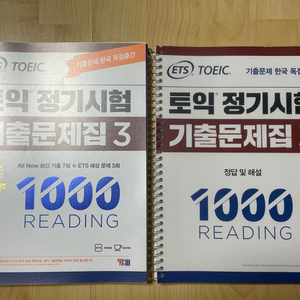 ETS TOEIC.
기출문제 한국 독점출간
토익 정기시험
기출문제집 3
All New 최신 기출 7회 + ETS 예상 문제 3회
1000
READING
ETS
YBM
ETS TOEIC.
기출문제 한국 독점
토익 정기시험
기출문제집
정답 및 해설
1000
READING